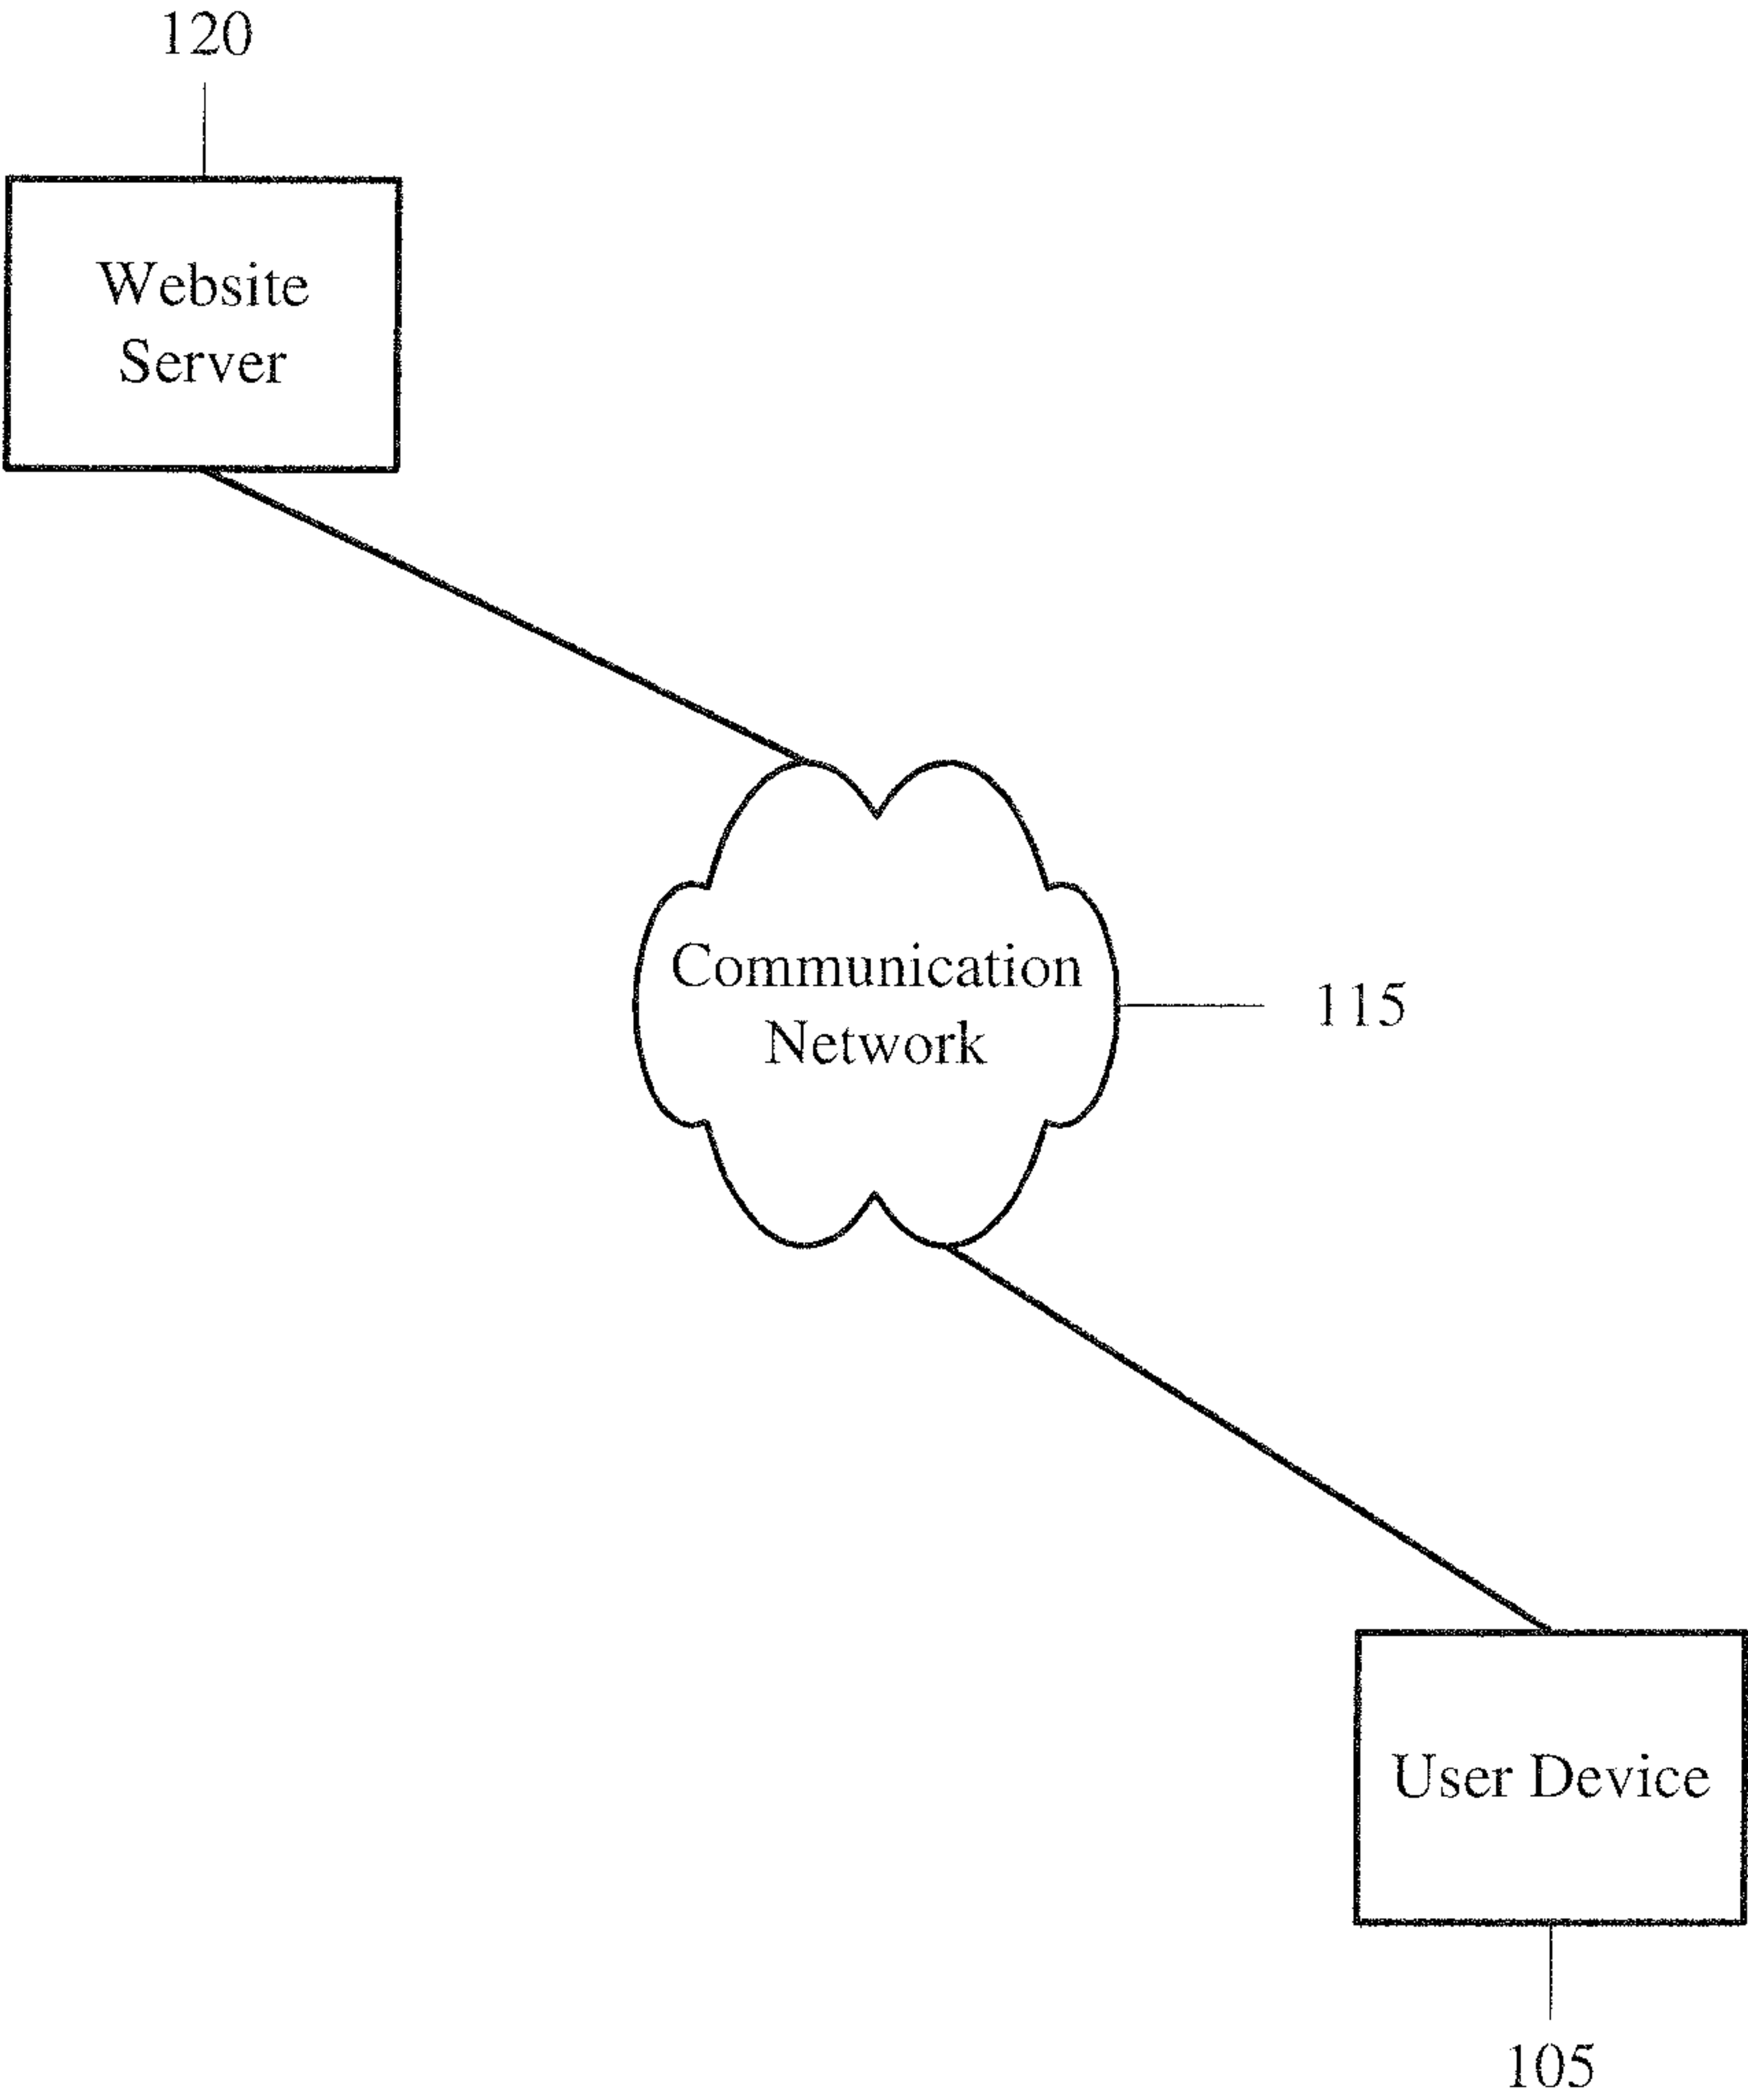 120
Website
Server
Communication
Network
115
User Device
105